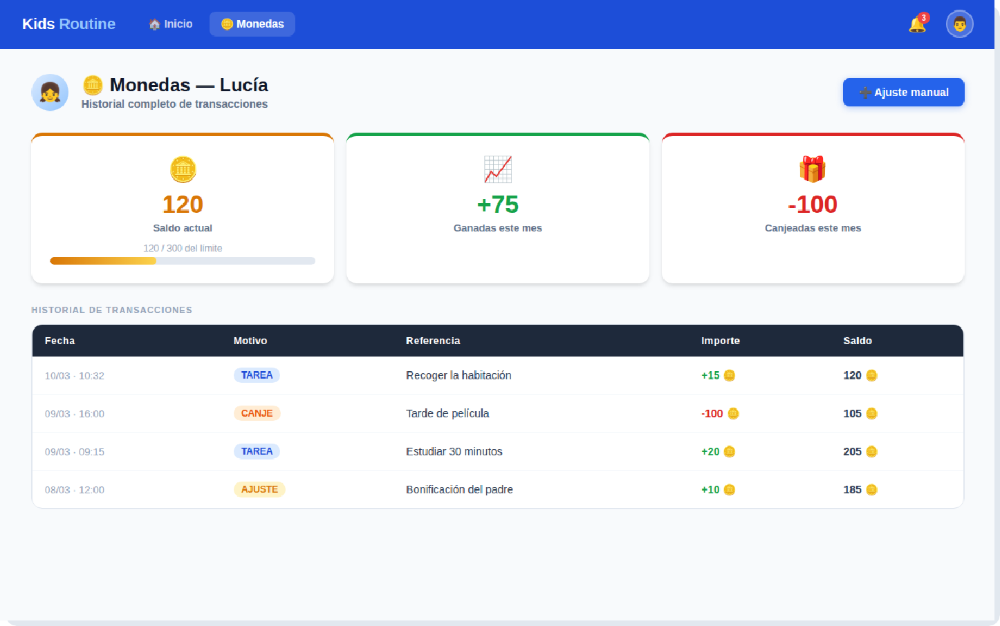 Kids Routine 🏠 Inicio 🪙 Monedas 3
🪙 Monedas — Lucía
Historial completo de transacciones
➕ Ajuste manual
120
Saldo actual
120 / 300 del límite
+75
Ganadas este mes
-100
Canjeadas este mes
HISTORIAL DE TRANSACCIONES
Fecha Motivo Referencia Importe Saldo
10/03 · 10:32 TAREA Recoger la habitación +15 🪙 120 🪙
09/03 · 16:00 CANJE Tarde de película -100 🪙 105 🪙
09/03 · 09:15 TAREA Estudiar 30 minutos +20 🪙 205 🪙
08/03 · 12:00 AJUSTE Bonificación del padre +10 🪙 185 🪙